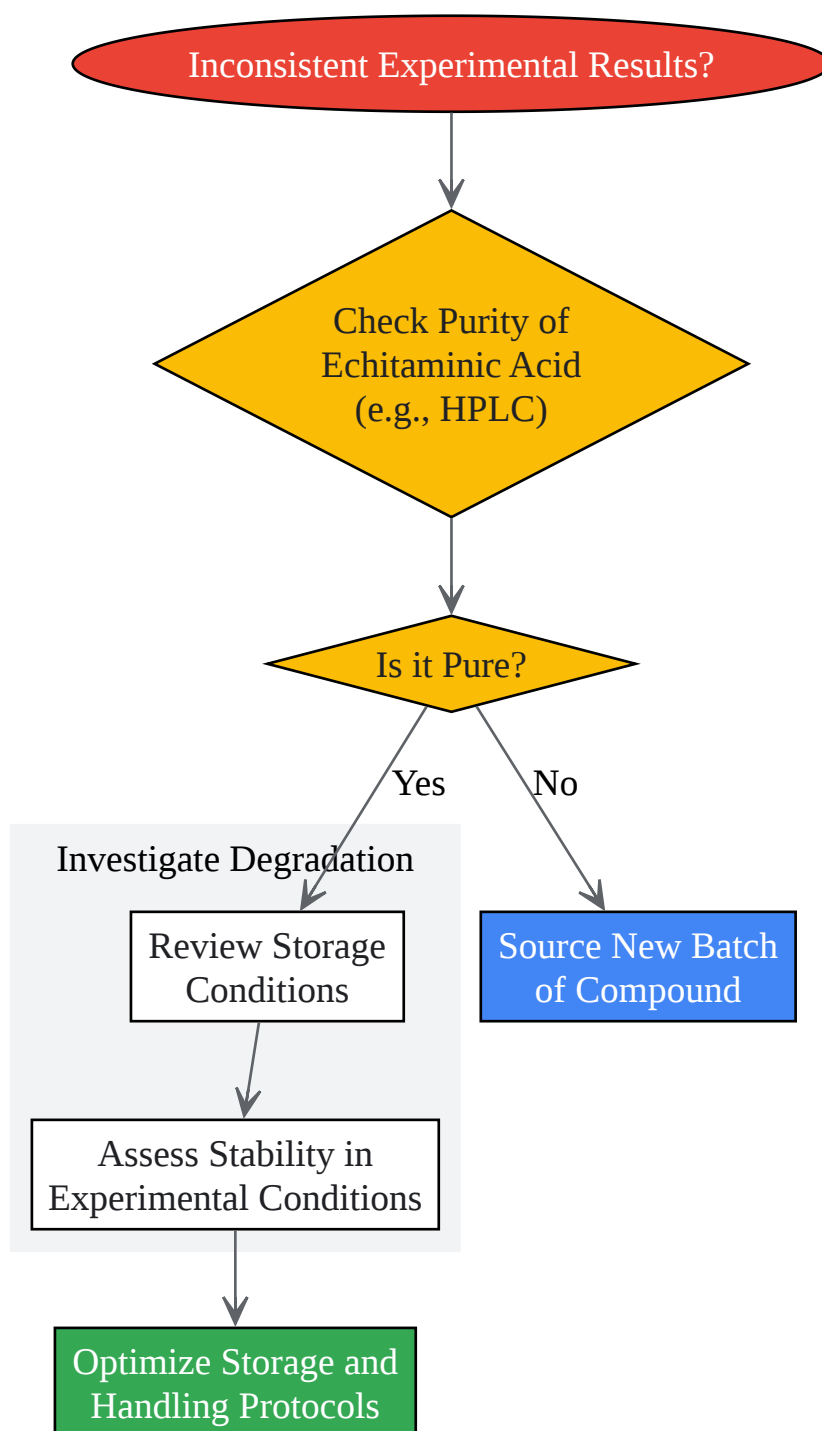 Inconsistent Experimental Results?
Check Purity of
Echitaminic Acid
(e.g., HPLC)
Is it Pure?
Yes
No
Investigate Degradation
Review Storage
Conditions
Source New Batch
of Compound
Assess Stability in
Experimental Conditions
Optimize Storage and
Handling Protocols